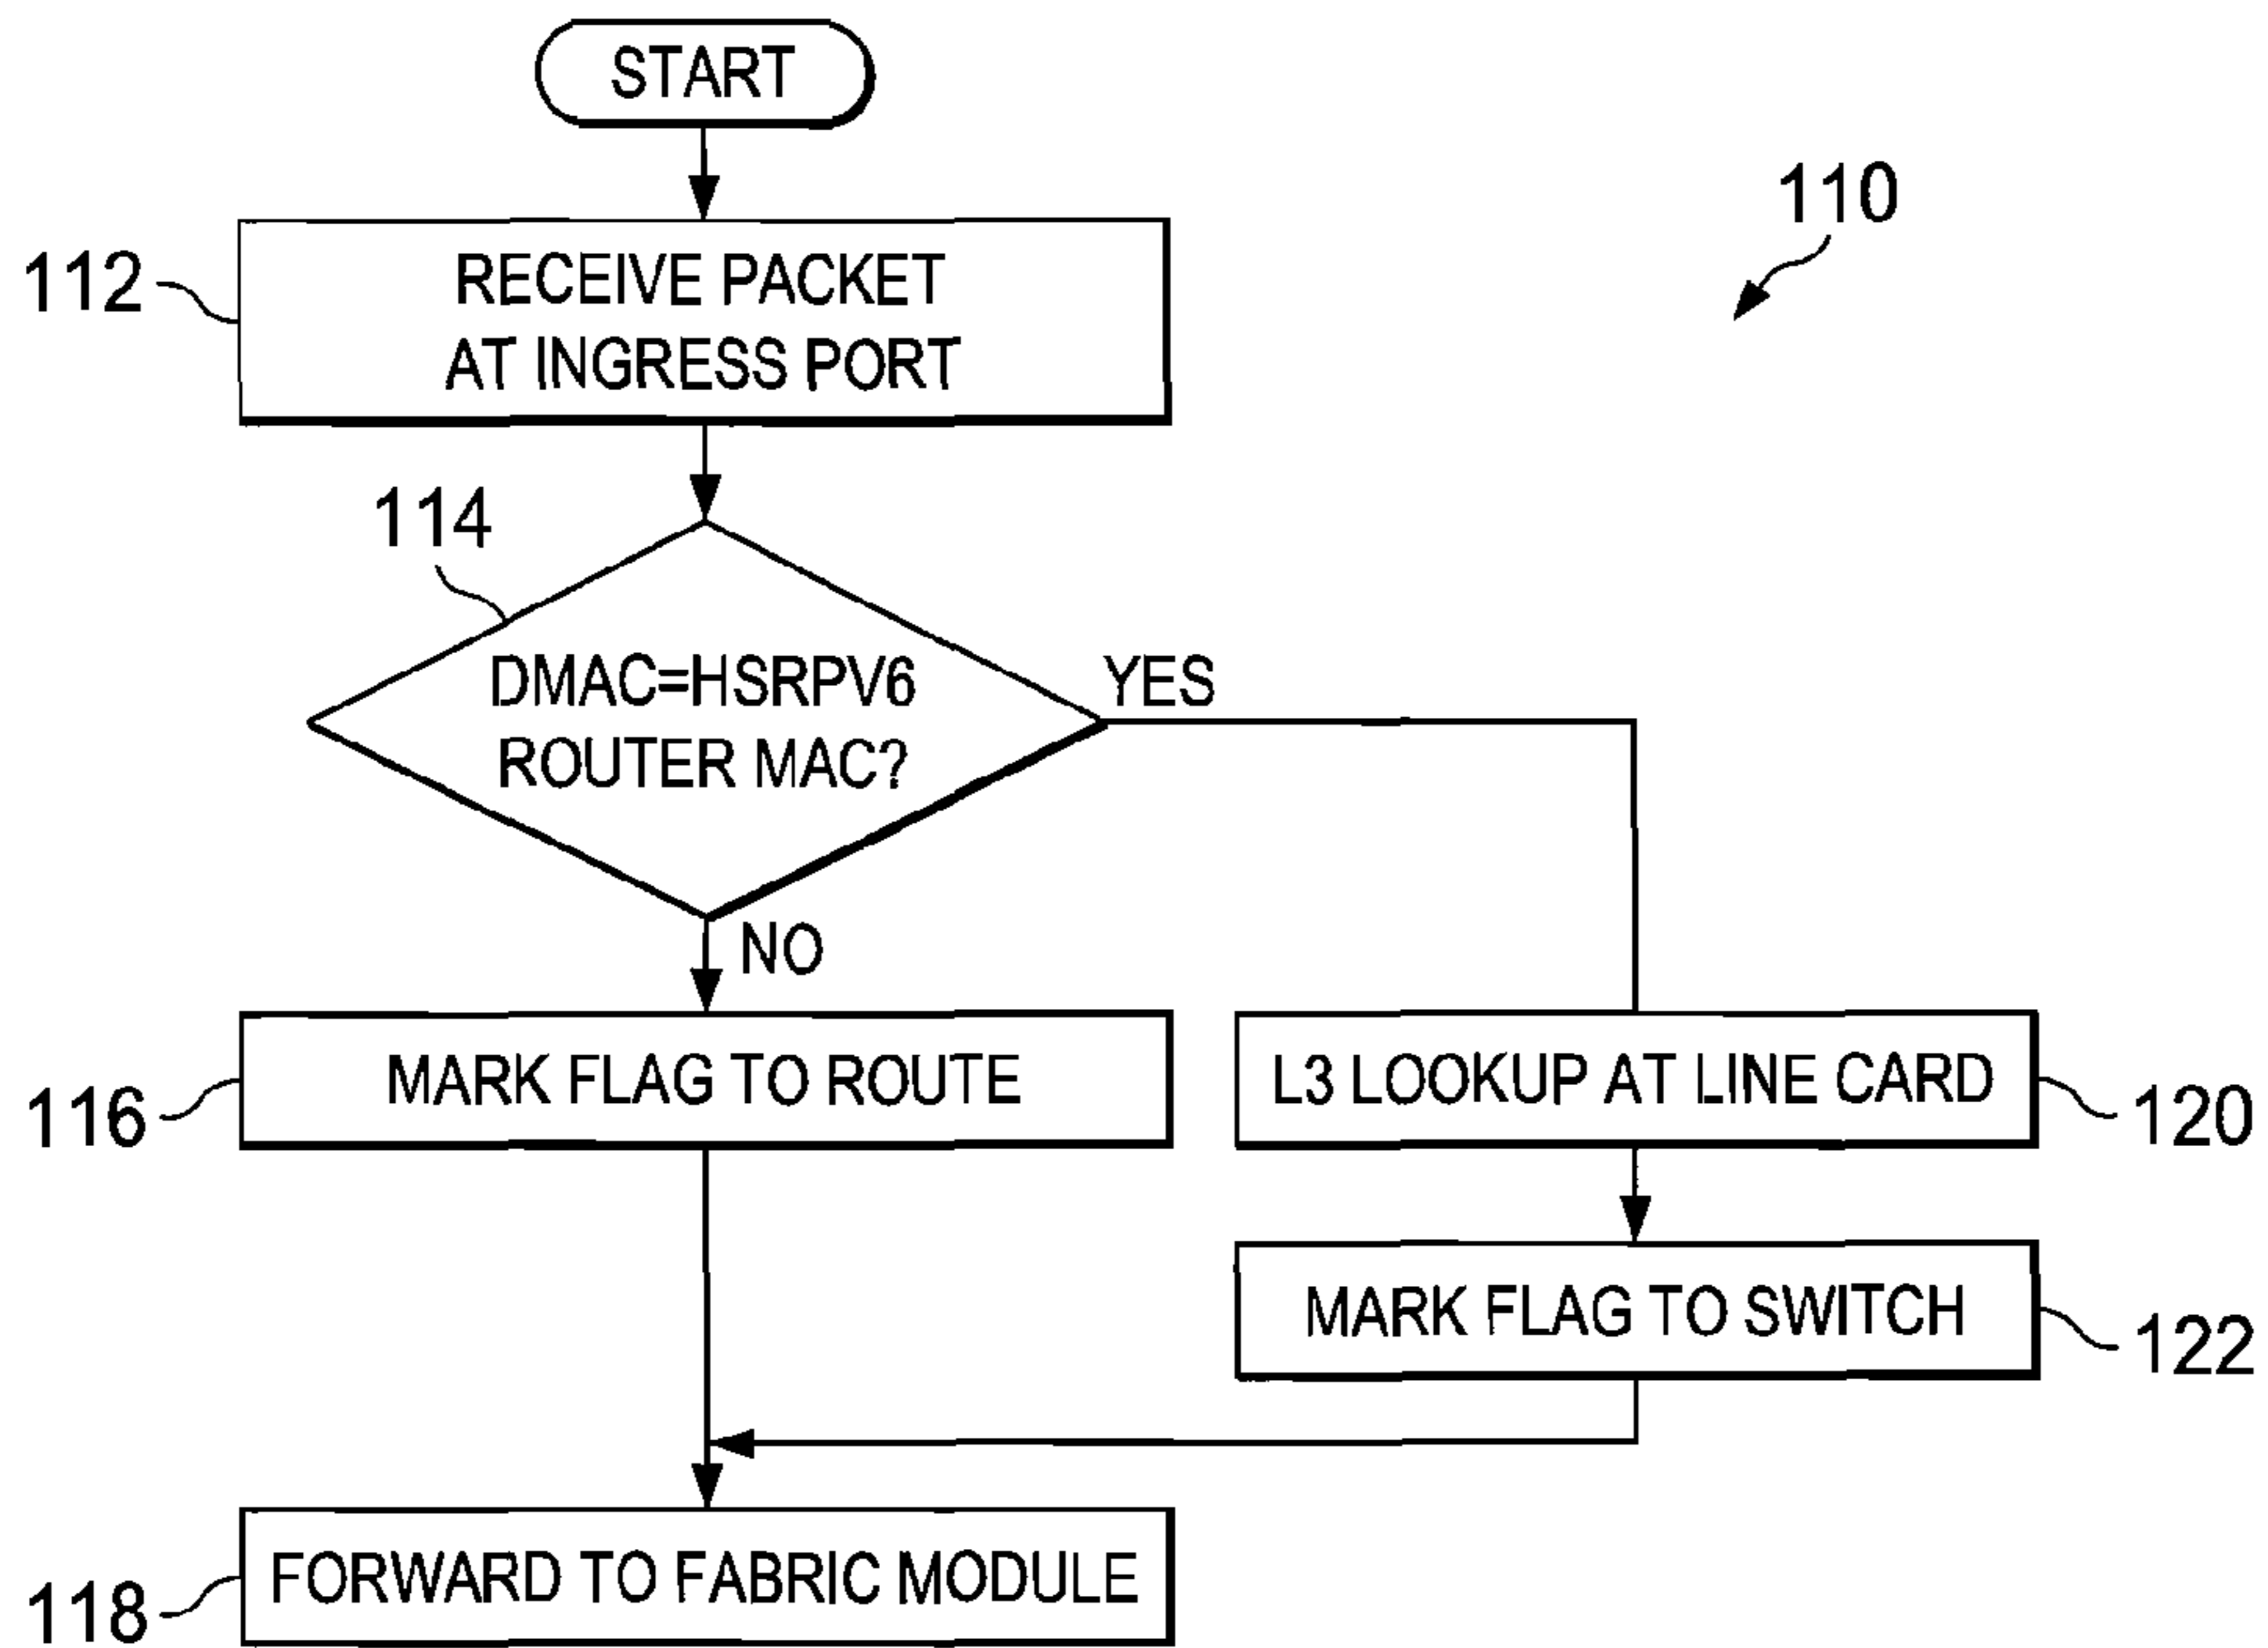 START
110
112
RECEIVE PACKET
AT INGRESS PORT
114
DMAC=HSRPV6
ROUTER MAC?
YES
NO
116
MARK FLAG TO ROUTE
L3 LOOKUP AT LINE CARD
120
MARK FLAG TO SWITCH
122
118
FORWARD TO FABRIC MODULE